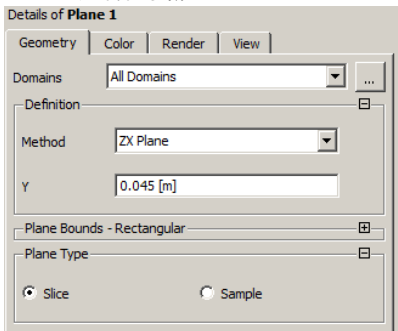 Details of Plane 1
Geometry Color Render View
Domains All Domains ...
Definition
Method ZX Plane
Y 0.045 [m]
Plane Bounds - Rectangular
Plane Type
Slice Sample